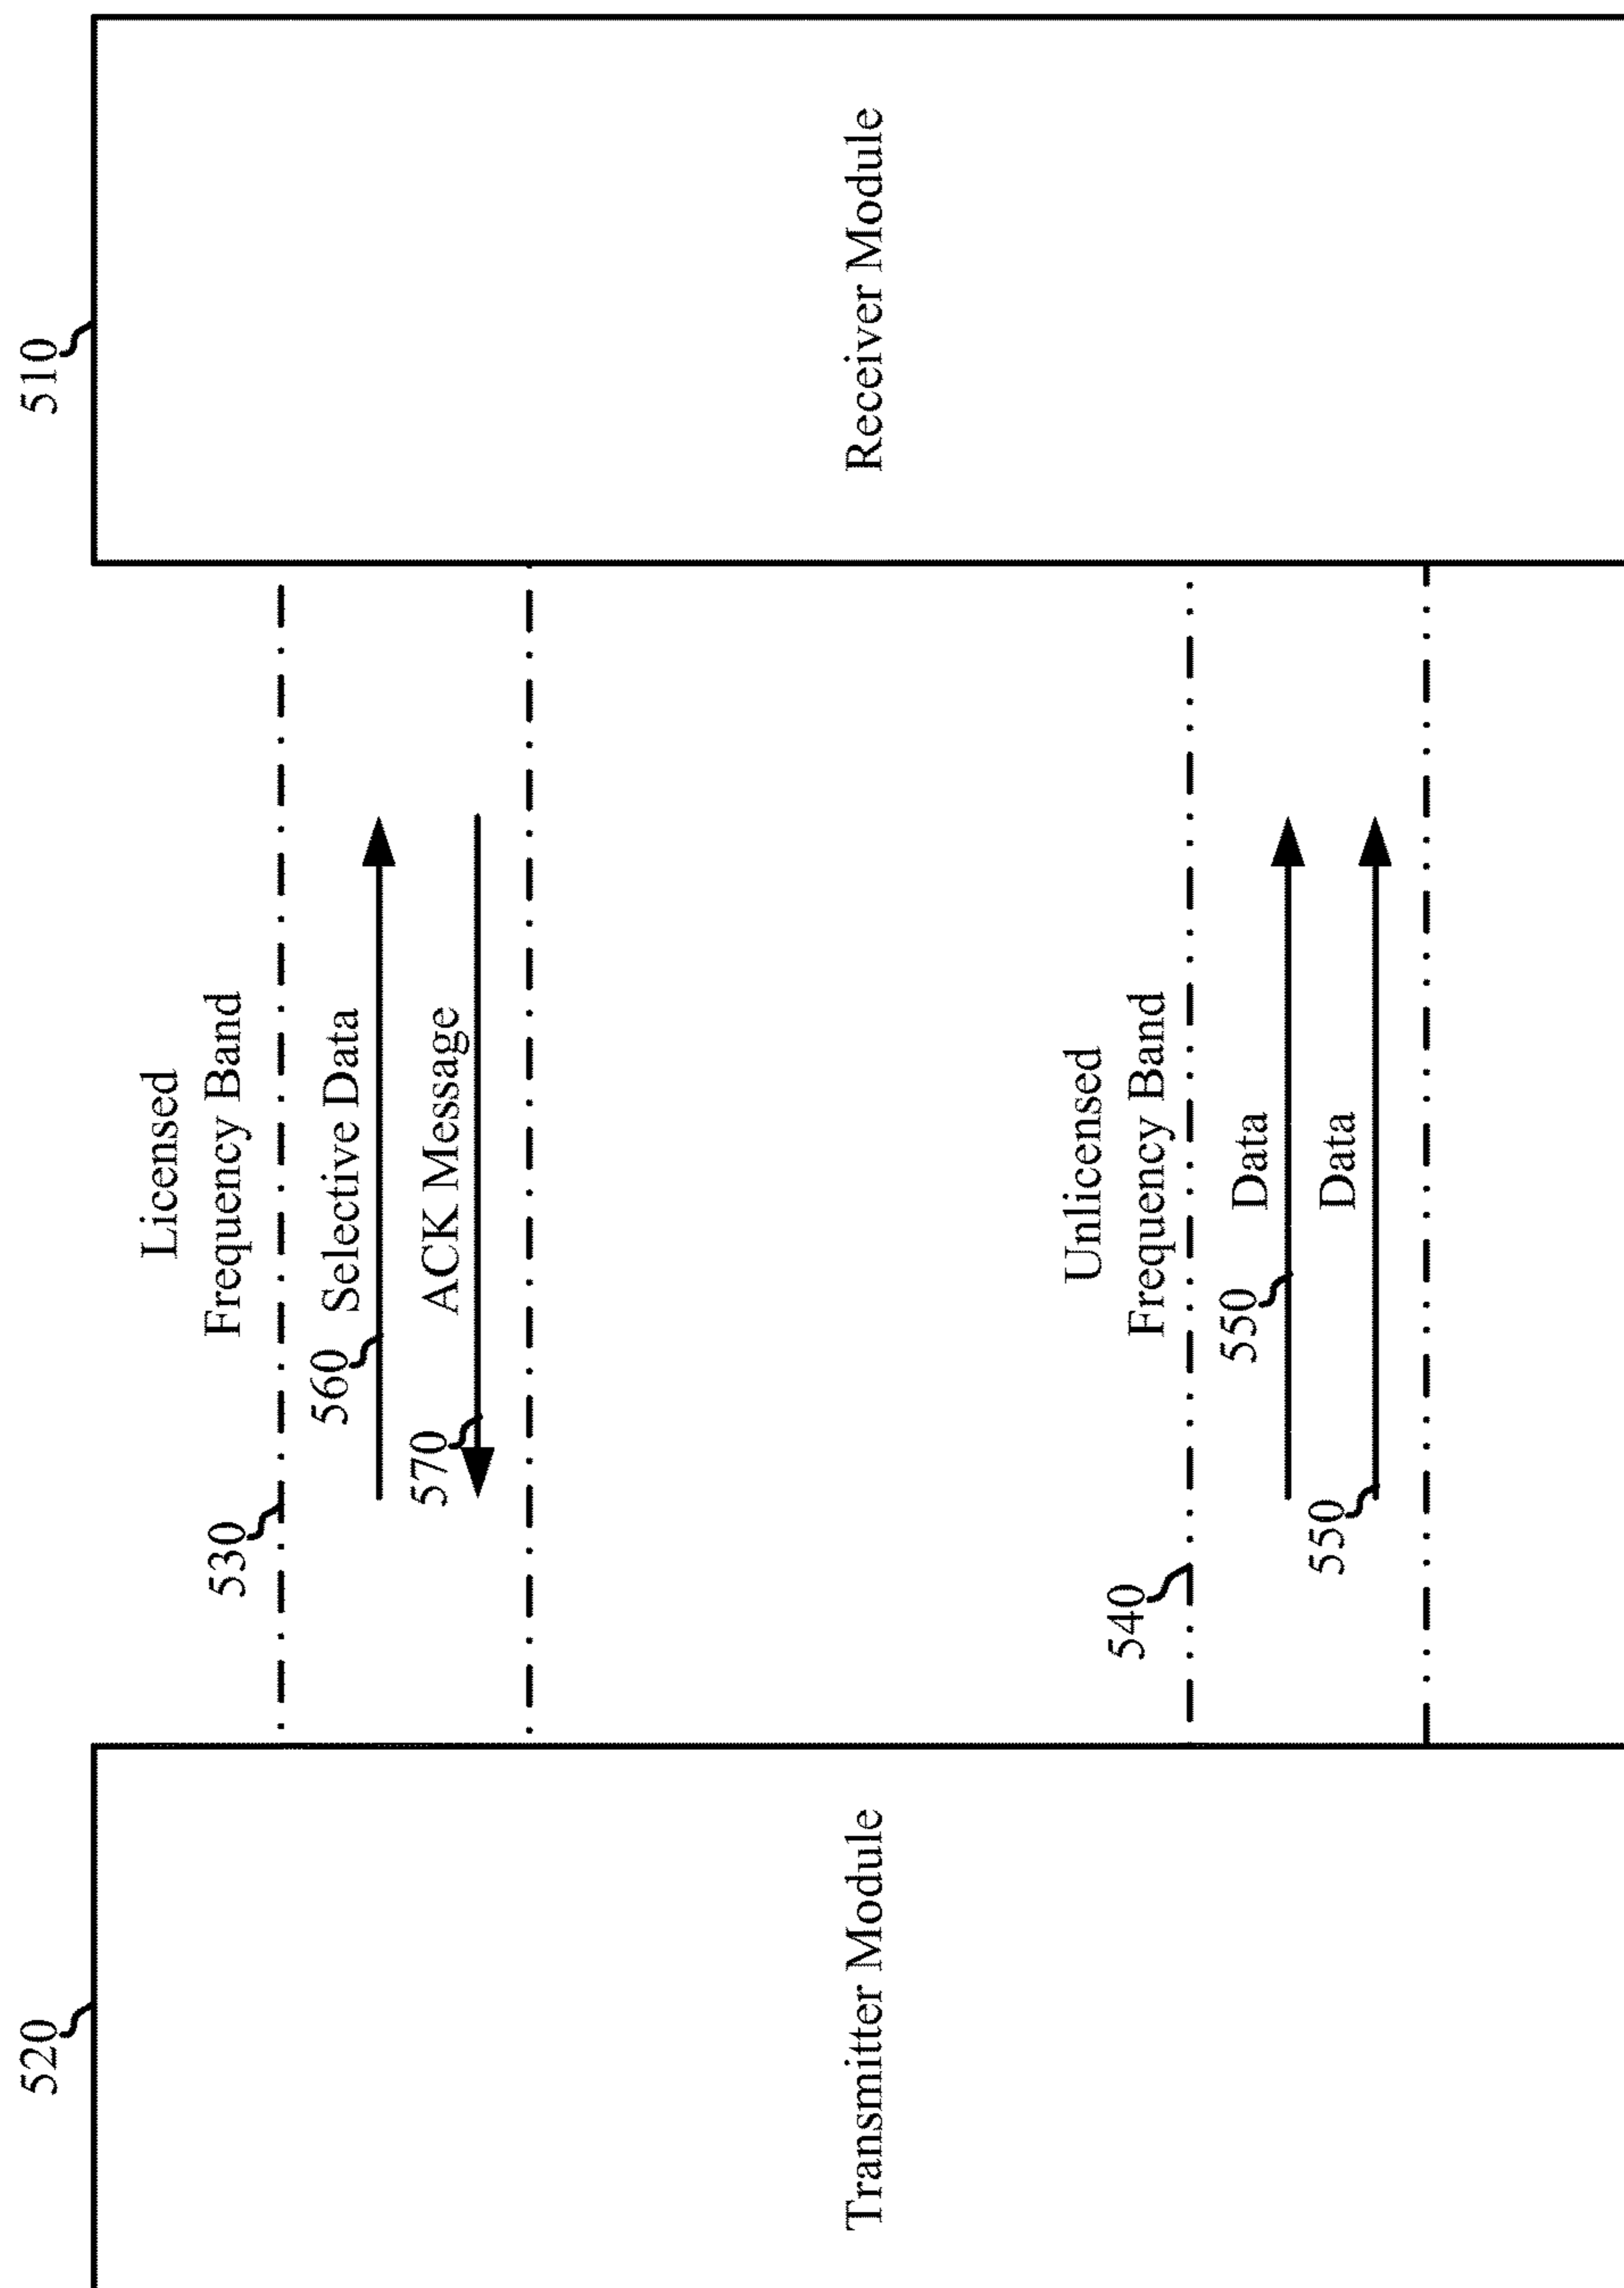 520
510
Transmitter Module
Receiver Module
Licensed
Frequency Band
530
560
Selective Data
570
ACK Message
Unlicensed
Frequency Band
540
550
Data
550
Data